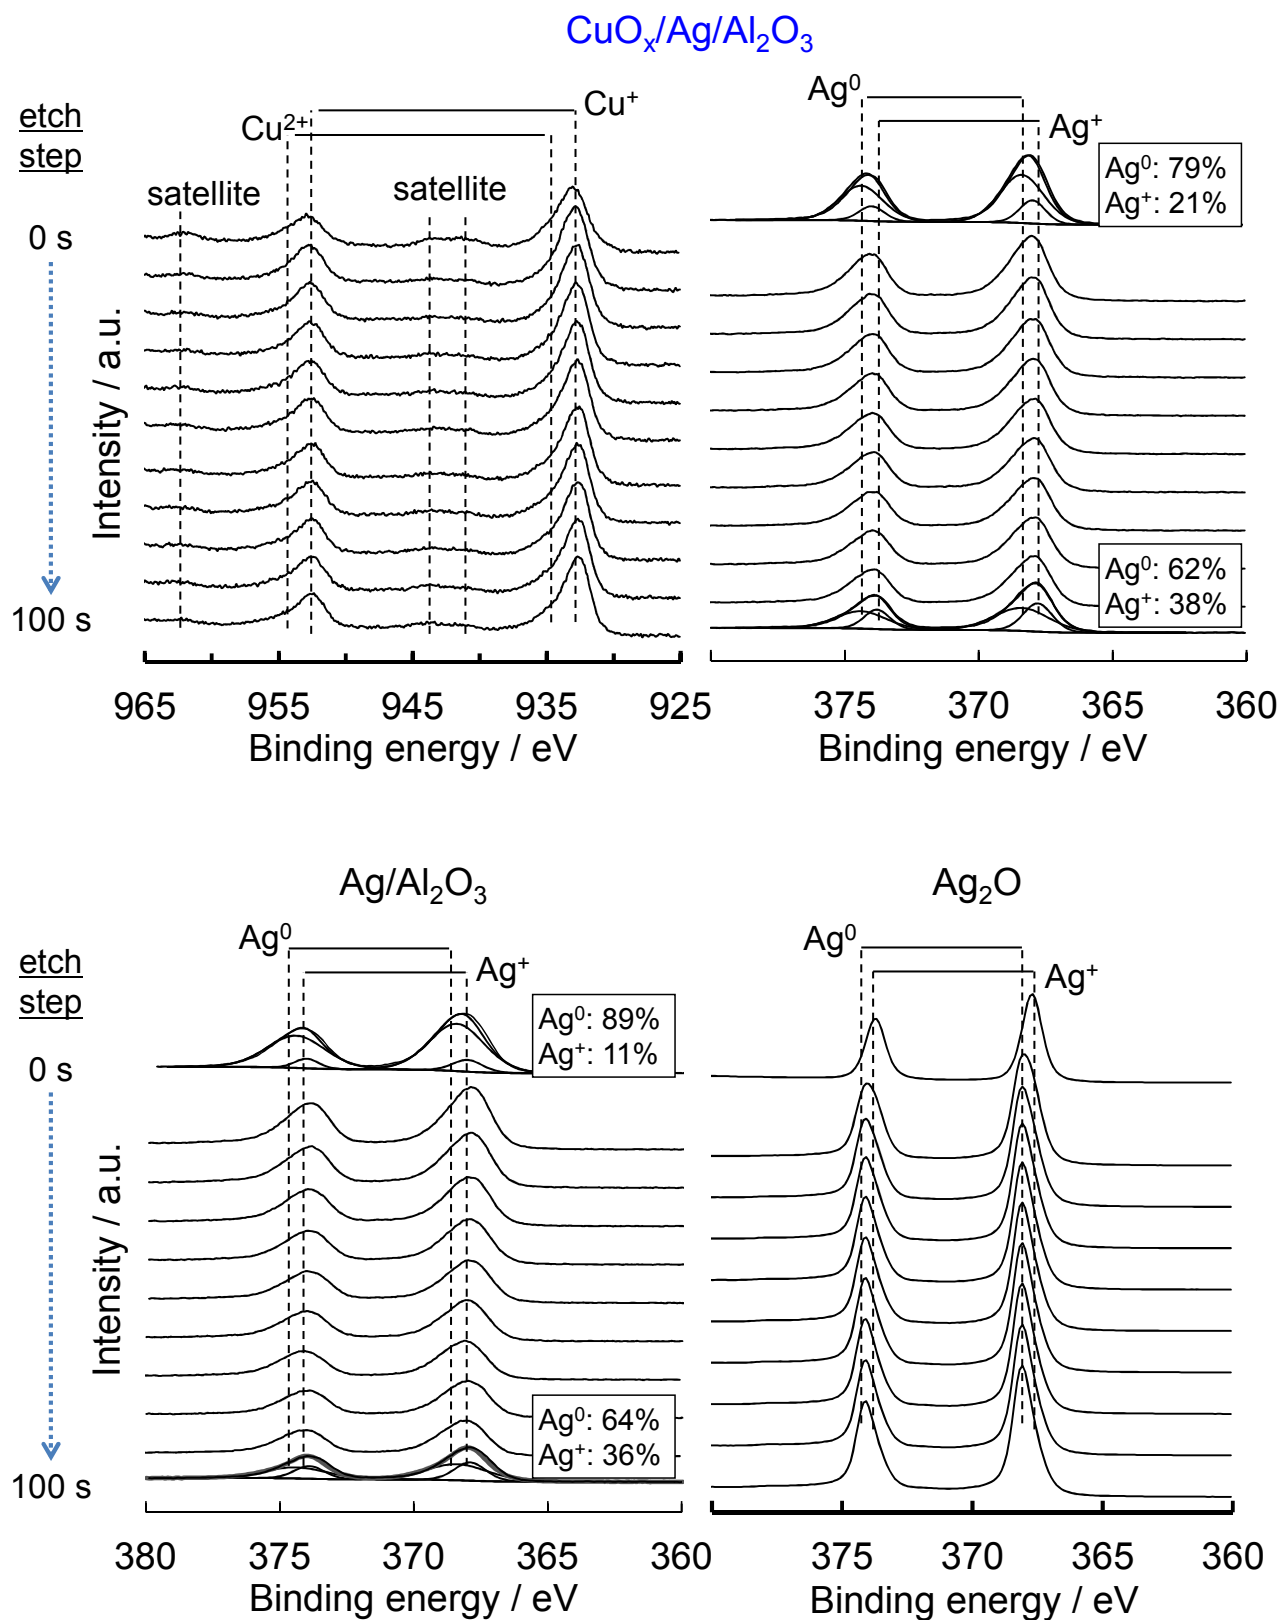 CuOₓ/Ag/Al₂O₃
etch
step
0 s
100 s
Intensity / a.u.
Cu⁺
Cu²⁺
satellite
satellite
965
955
945
935
925
Binding energy / eV
Ag⁰
Ag⁺
Ag⁰: 79%
Ag⁺: 21%
Ag⁰: 62%
Ag⁺: 38%
375
370
365
360
Binding energy / eV
Ag/Al₂O₃
etch
step
0 s
100 s
Intensity / a.u.
Ag⁰
Ag⁺
Ag⁰: 89%
Ag⁺: 11%
Ag⁰: 64%
Ag⁺: 36%
380
375
370
365
360
Binding energy / eV
Ag₂O
Ag⁰
Ag⁺
375
370
365
360
Binding energy / eV